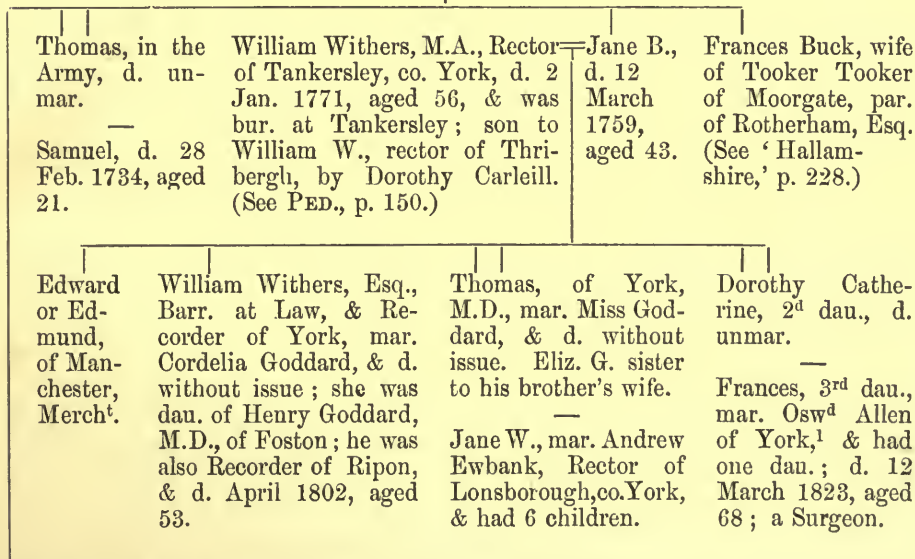 Thomas, in the
Army, d. un-
mar.
—
Samuel, d. 28
Feb. 1734, aged
21.
William Withers, M.A., Rector
of Tankersley, co. York, d. 2
Jan. 1771, aged 56, & was
bur. at Tankersley; son to
William W., rector of Thri-
bergh, by Dorothy Carleill.
(See PED., p. 150.)
Jane B.,
d. 12
March
1759,
aged 43.
Frances Buck, wife
of Tooker Tooker
of Moorgate, par.
of Rotherham, Esq.
(See ‘Hallam-
shire,’ p. 228.)
Edward
or Ed-
mund,
of Man-
chester,
Mercht.
William Withers, Esq.,
Barr. at Law, & Re-
corder of York, mar.
Cordelia Goddard, & d.
without issue; she was
dau. of Henry Goddard,
M.D., of Foston; he was
also Recorder of Ripon,
& d. April 1802, aged
53.
Thomas, of York,
M.D., mar. Miss God-
dard, & d. without
issue. Eliz. G. sister
to his brother's wife.
—
Jane W., mar. Andrew
Ewbank, Rector of
Lonsborough,co.York,
& had 6 children.
Dorothy Cathe-
rine, 2d dau., d.
unmar.
—
Frances, 3rd dau.,
mar. Oswd Allen
of York,1 & had
one dau.; d. 12
March 1823, aged
68; a Surgeon.